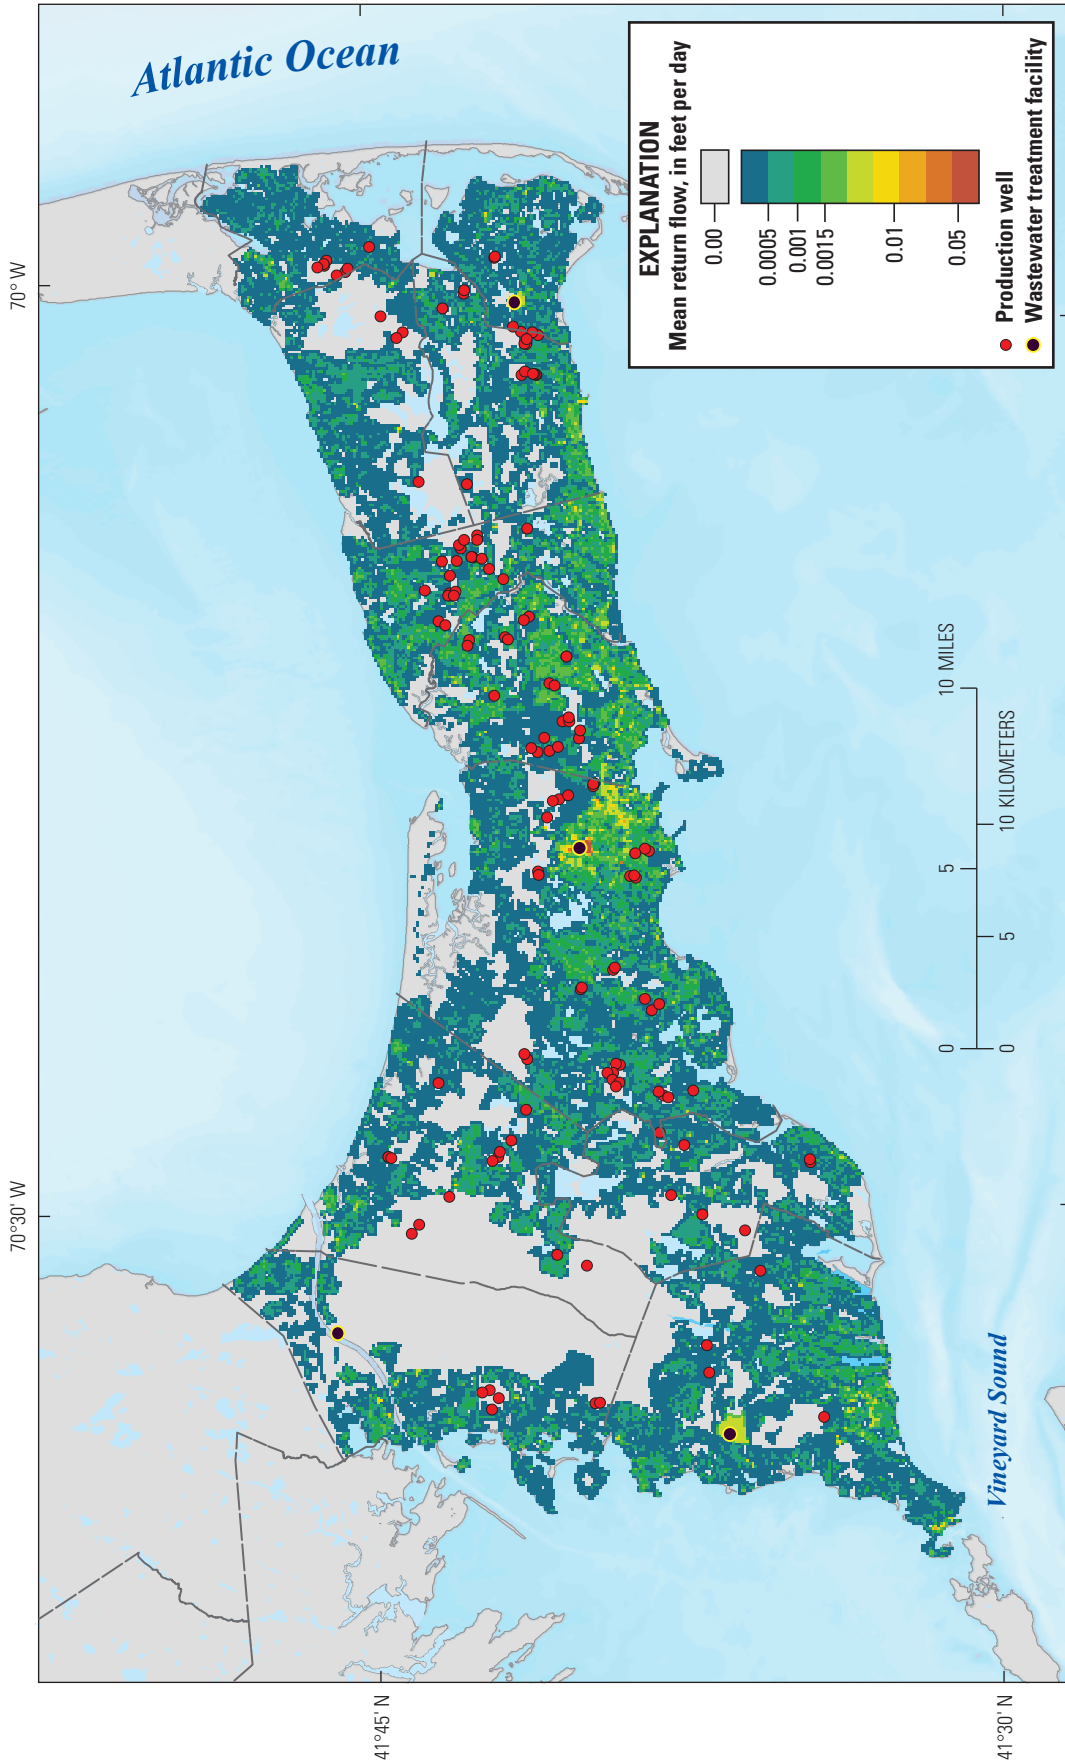 70°30' W
70° W
41°45' N
41°30' N
Atlantic Ocean
Vineyard Sound
0 5 10 MILES
0 5 10 KILOMETERS
EXPLANATION
Mean return flow, in feet per day
0.00
0.0005
0.001
0.0015
0.01
0.05
Production well
Wastewater treatment facility